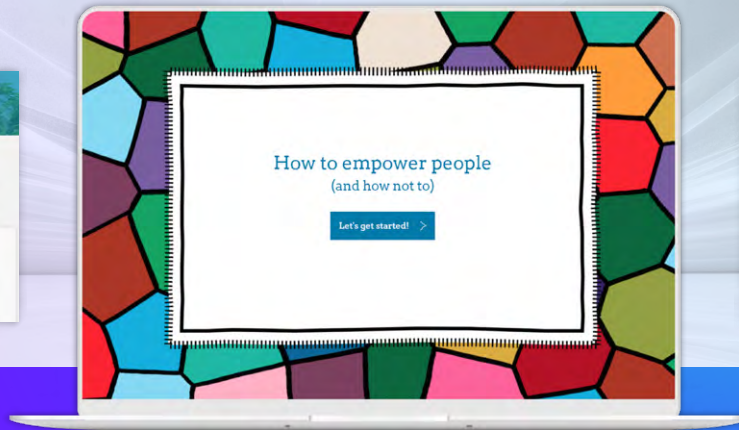 How to empower people
(and how not to)
Let's get started!